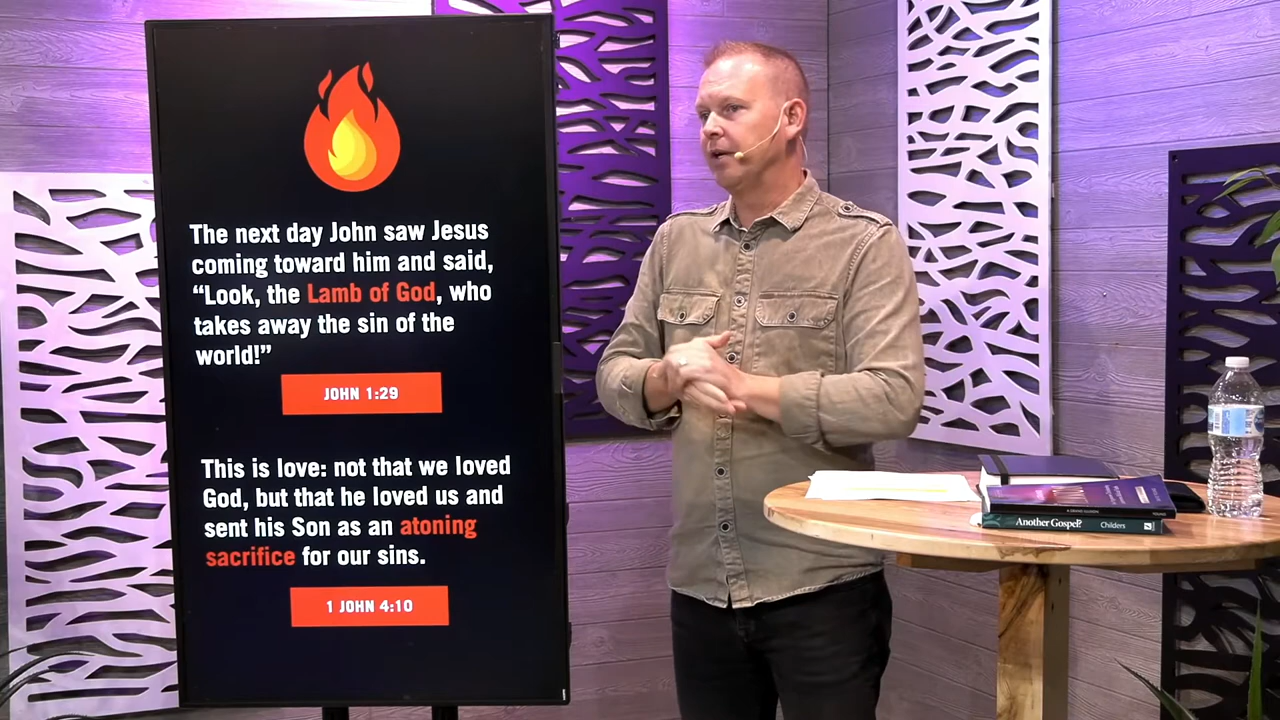 The next day John saw Jesus
coming toward him and said,
“Look, the Lamb of God, who
takes away the sin of the
world!”
JOHN 1:29
This is love: not that we loved
God, but that he loved us and
sent his Son as an atoning
sacrifice for our sins.
1 JOHN 4:10
Another Gospel? Childers